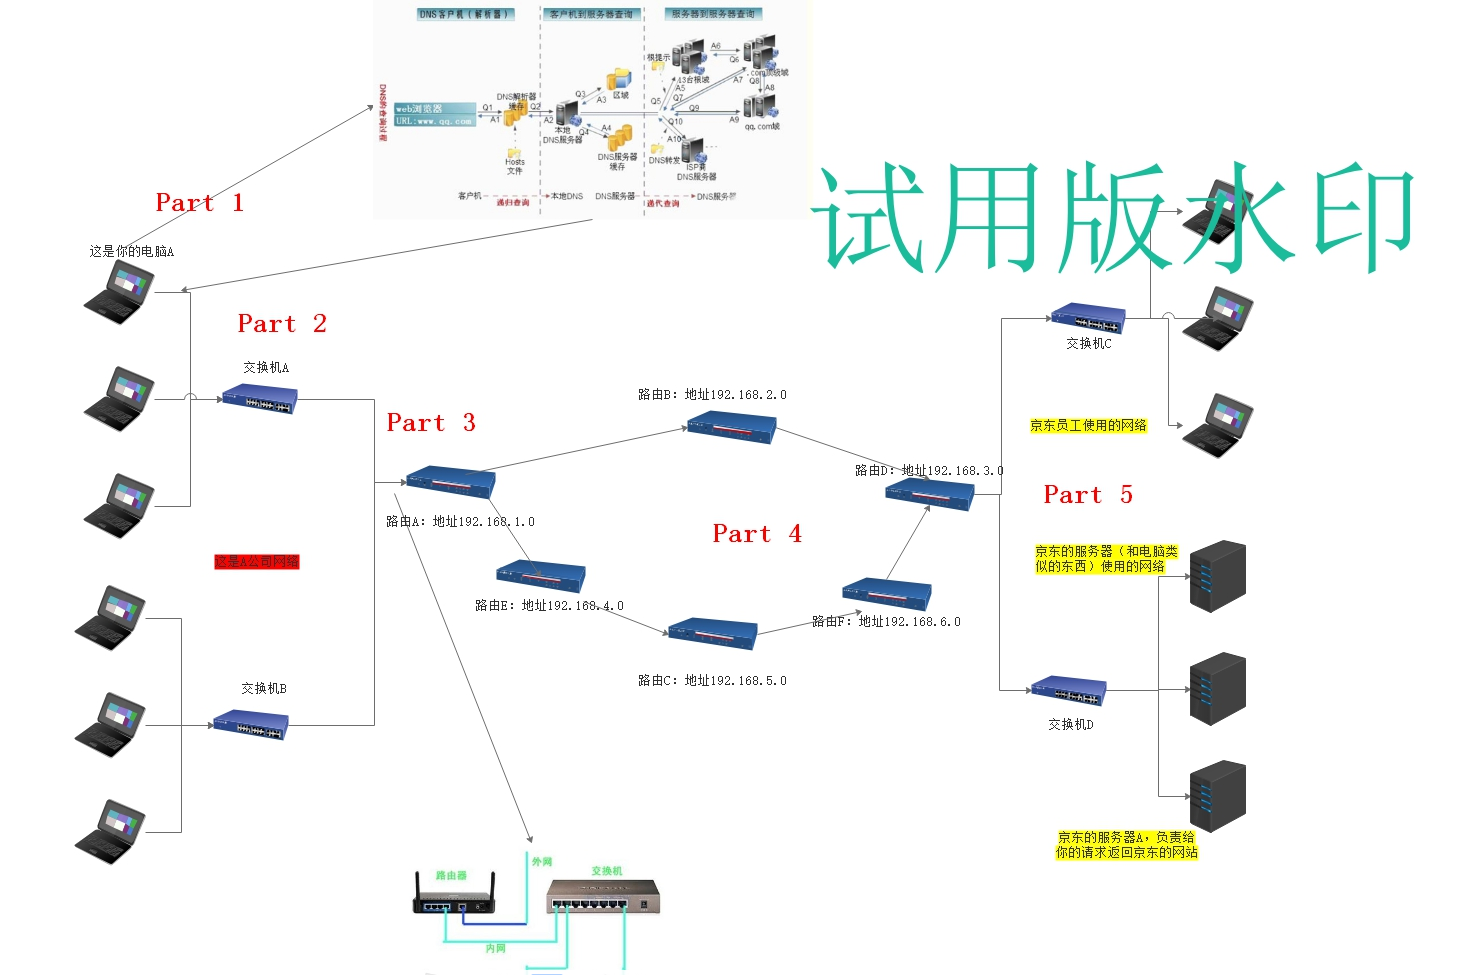 DNS客户机（解析器）
客户机到服务器查询
服务器到服务器查询
DNS的查询过程
web浏览器
URL:www.qq.com
Q1
A1
DNS解析器
缓存
Q2
A2
Hosts
文件
本地
DNS服务器
Q3
A3
区域
A4
Q4
DNS服务器
缓存
根提示
13台根域
A6
Q6
.com顶级域
A5
Q5
Q7
A7
Q8
A8
Q9
A9
qq.com域
Q10
A10
DNS转发
DNS服务器
客户机
本地DNS
DNS服务器
DNS服务器
递归查询
递代查询
试用版水印
Part 1
这是你的电脑A
Part 2
交换机A
交换机C
Part 3
路由B: 地址192.168.2.0
京东员工使用的网络
路由D: 地址192.168.3.0
Part 5
路由A: 地址192.168.1.0
Part 4
这是A公司网络
京东的服务器（和电脑类
似的东西）使用的网络
路由E: 地址192.168.4.0
路由F: 地址192.168.6.0
交换机B
路由C: 地址192.168.5.0
交换机D
京东的服务器A，负责给
你的请求返回京东的网站
外网
路由器
交换机
内网